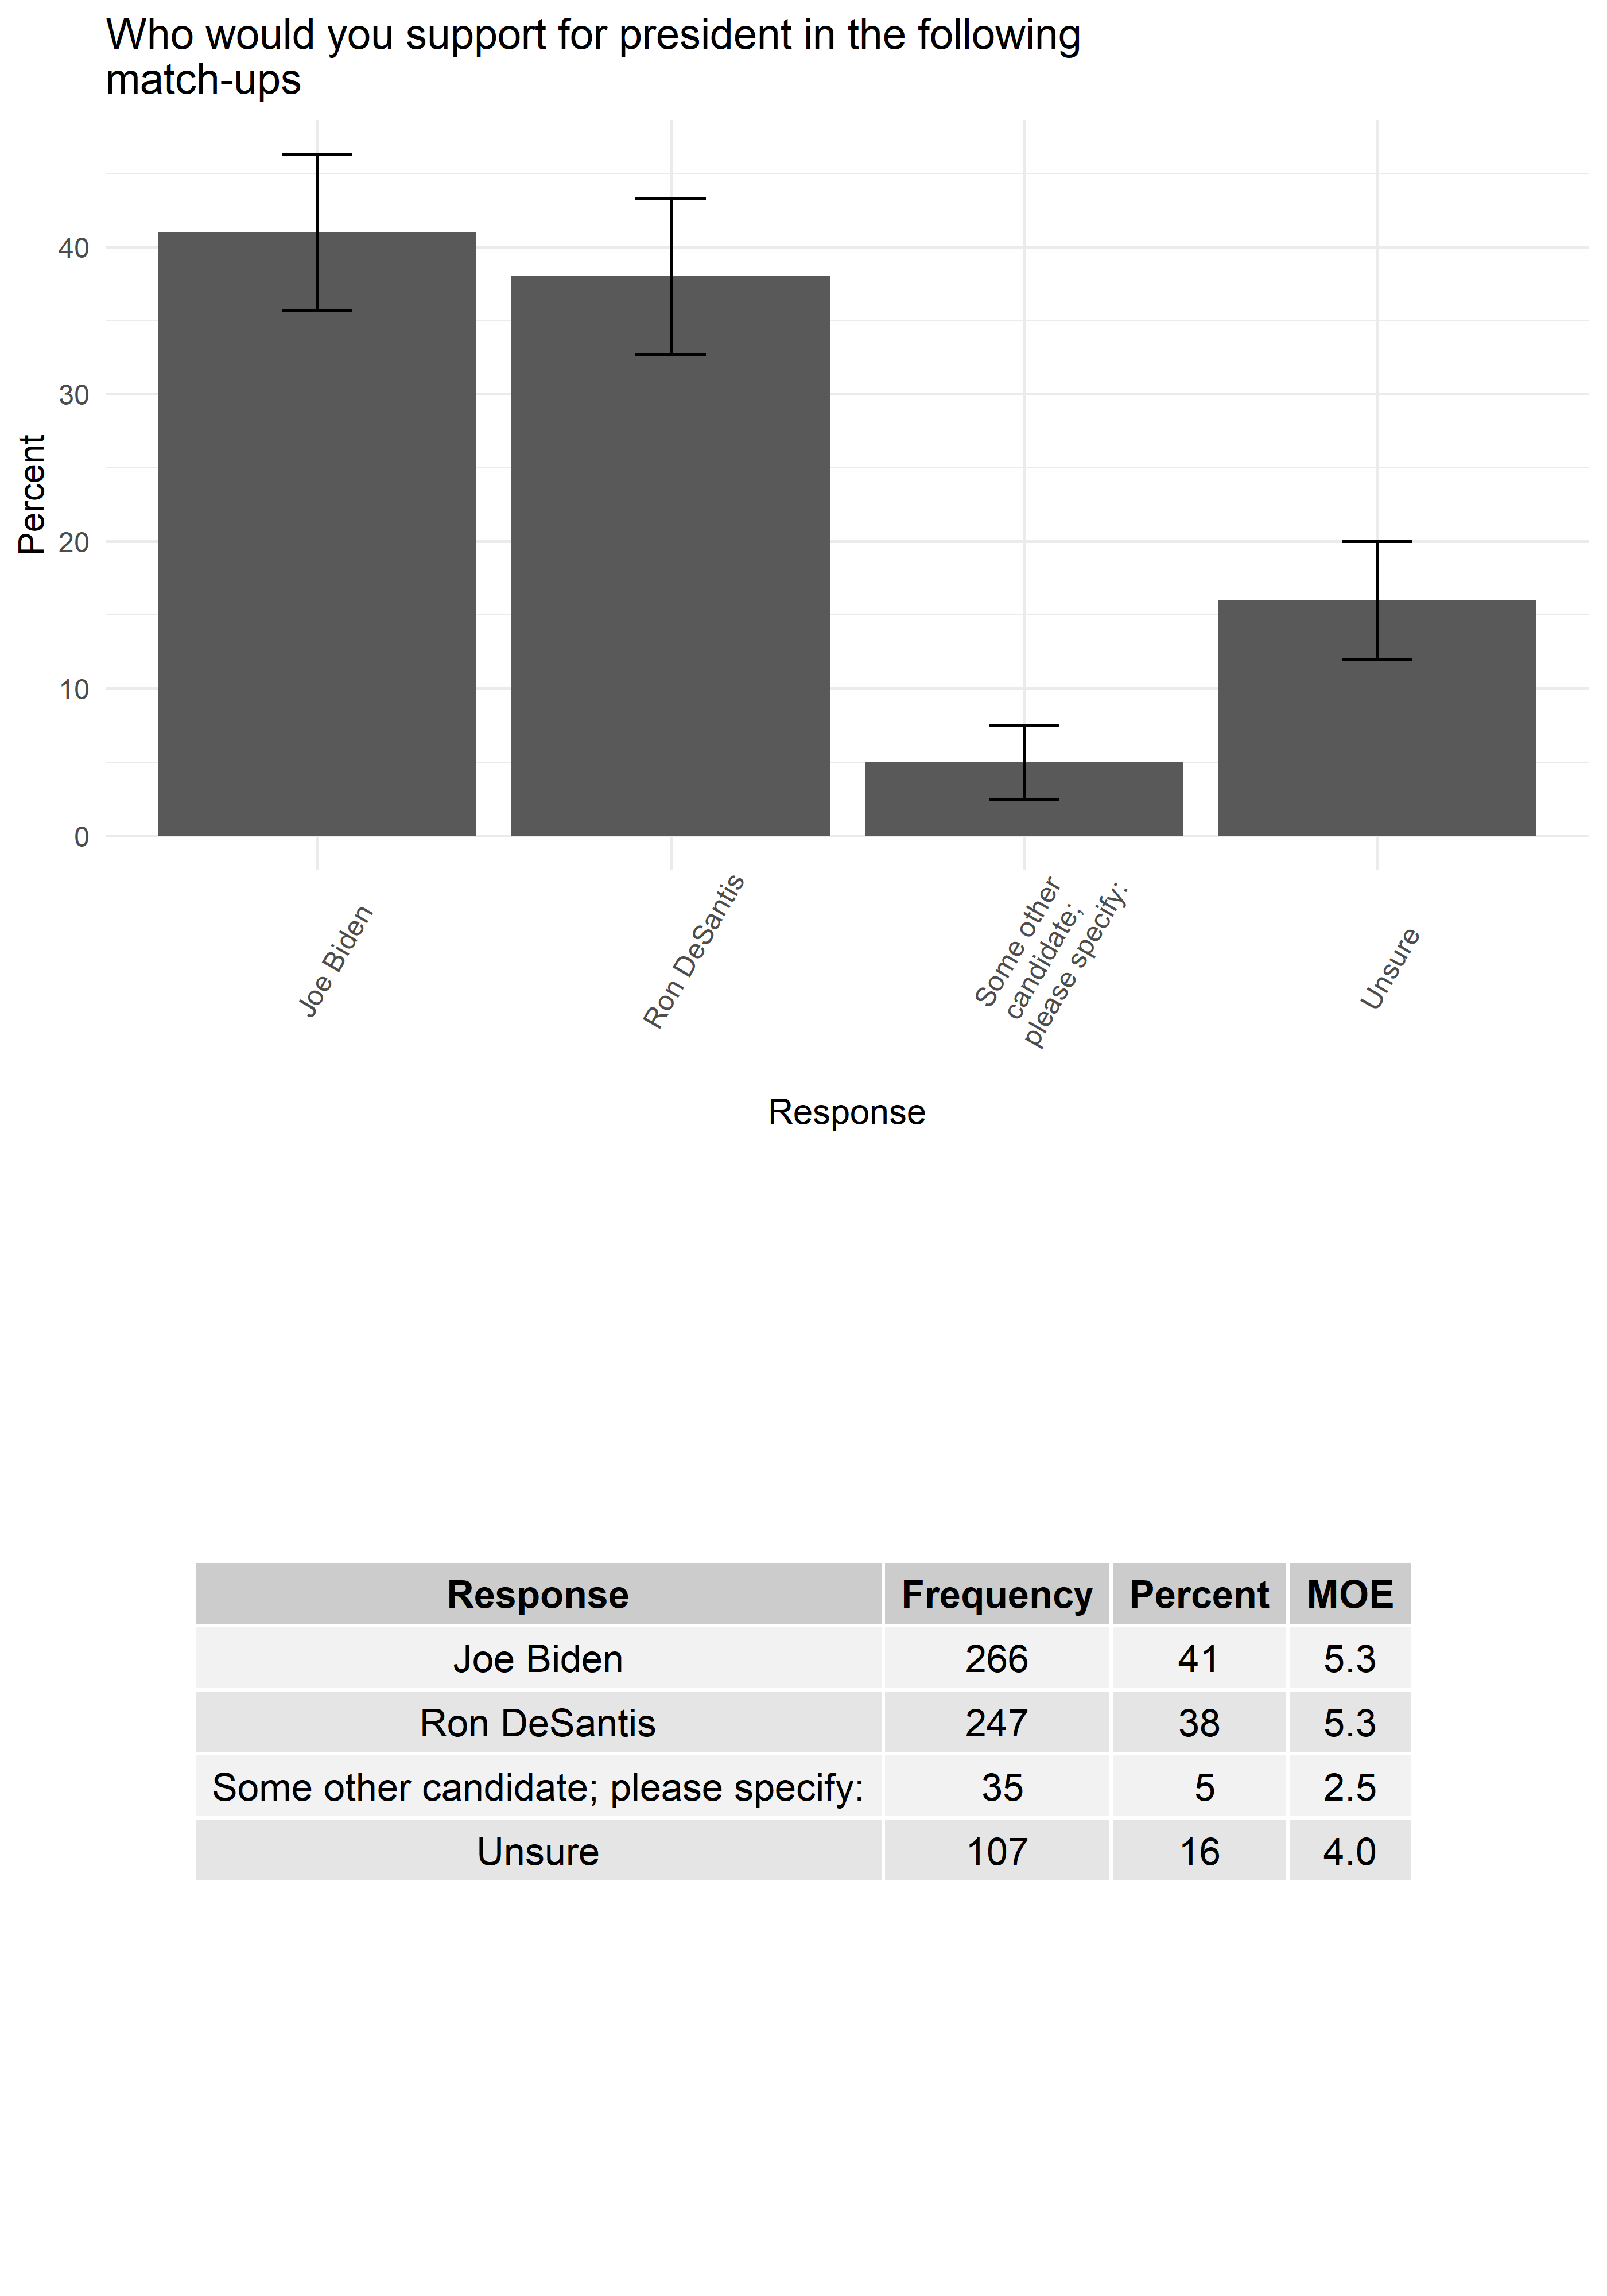 Who would you support for president in the following
match-ups
Percent
40
30
20
10
0
Joe Biden
Ron DeSantis
Some other
candidate;
please specify:
Unsure
Response
Response Frequency Percent MOE
Joe Biden 266 41 5.3
Ron DeSantis 247 38 5.3
Some other candidate; please specify: 35 5 2.5
Unsure 107 16 4.0